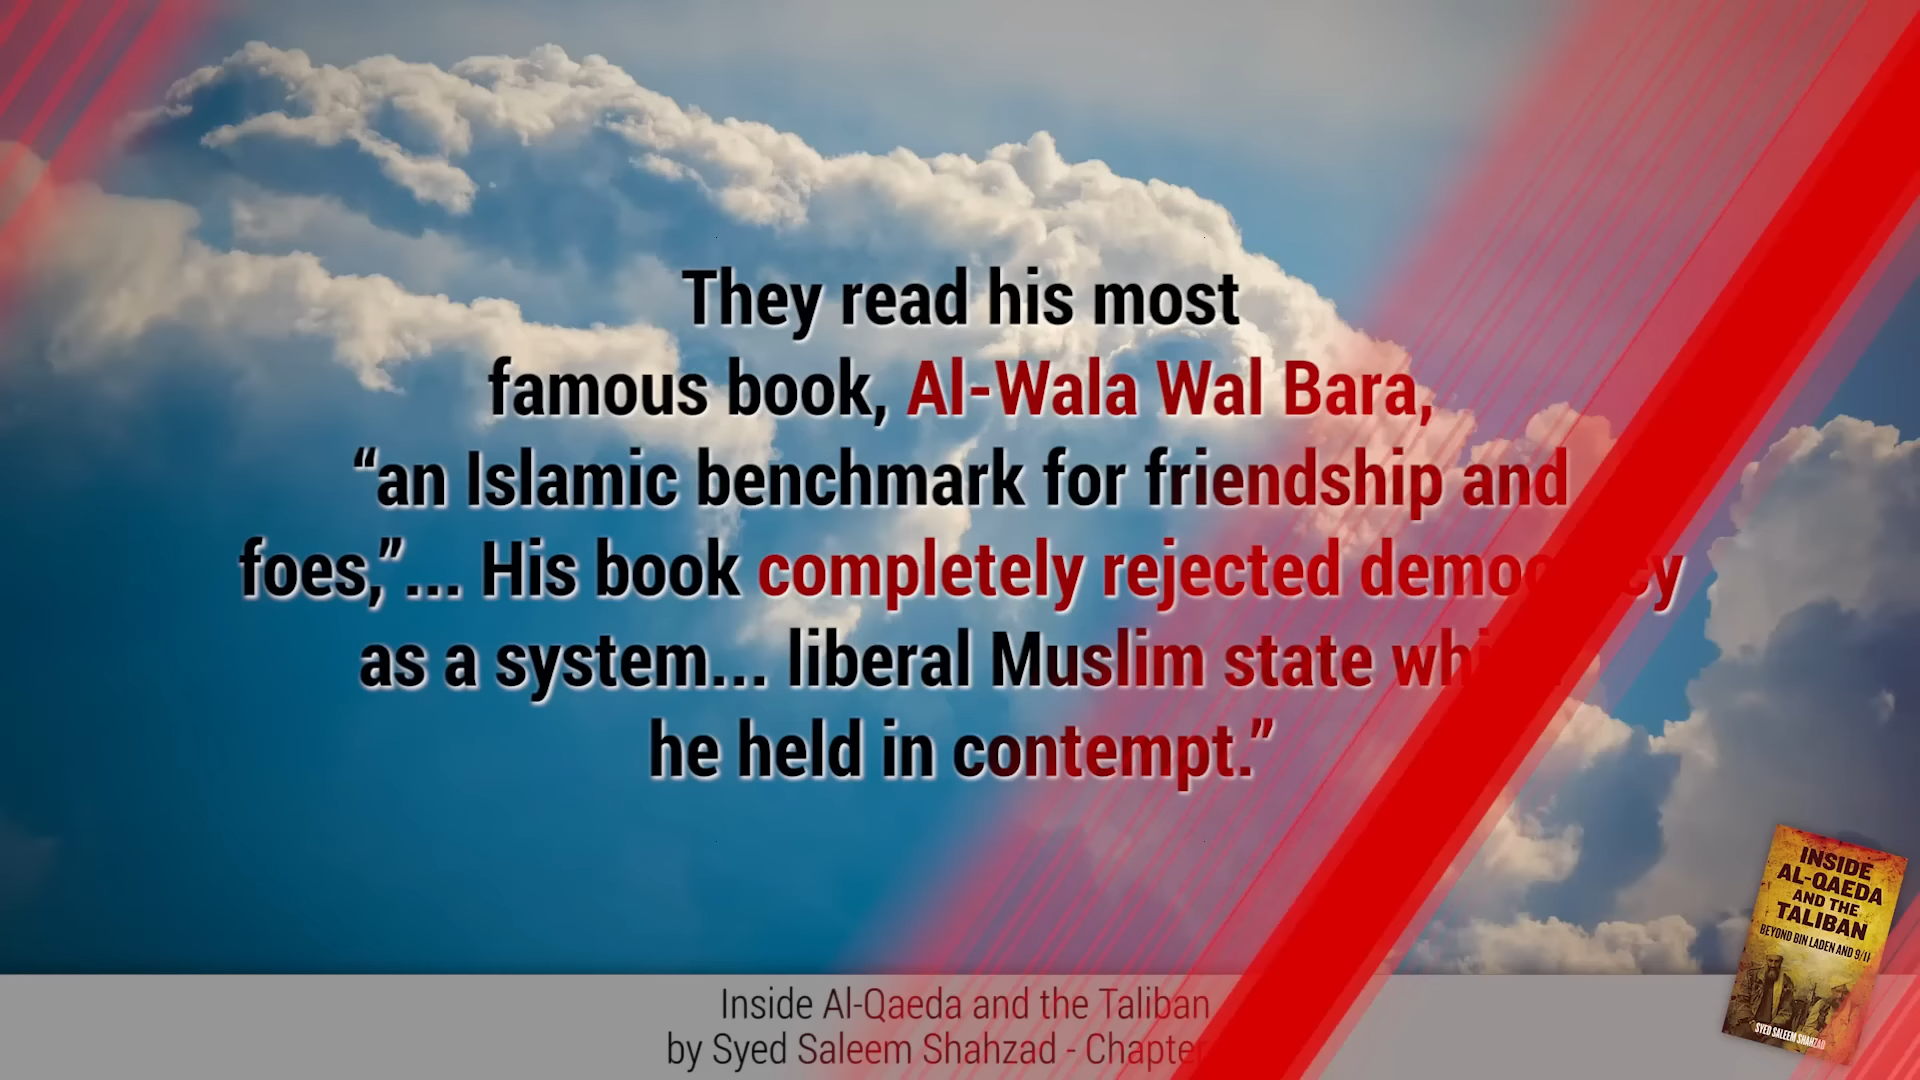 They read his most
famous book, Al-Wala Wal Bara,
“an Islamic benchmark for friendship and
foes,”... His book completely rejected
as a system... liberal Muslim state
he held in contempt.”
Inside Al-Qaeda and the Taliban
by Syed Saleem Shahzad - Chapter
INSIDE
AL-QAEDA
AND THE
TALIBAN
BEYOND BIN LADEN AND 9/11
SYED SALEEM SHAHZAD